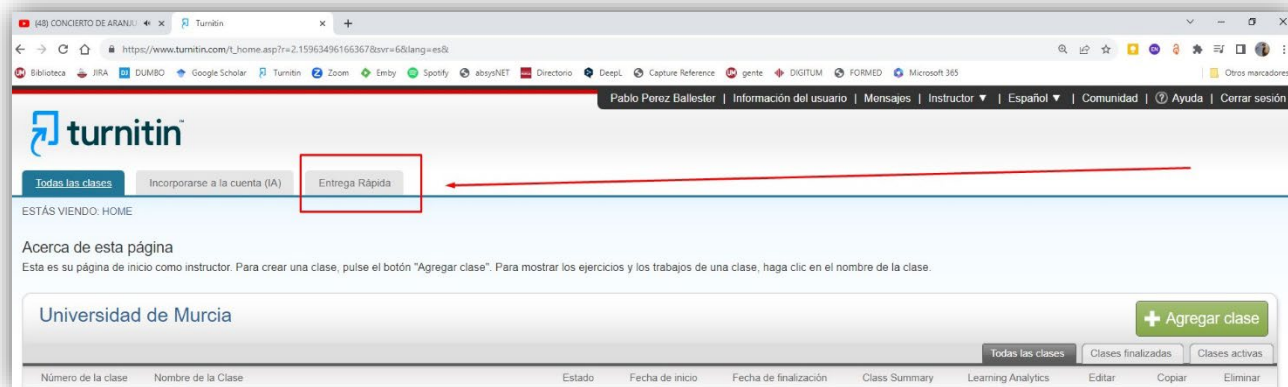 (48) CONCIERTO DE ARANJU
Turnitin
https://www.turnitin.com/t_home.asp?r=2.15963496166367&svr=6&lang=es&
Biblioteca JIRA DUMBO Google Scholar Turnitin Zoom Emby Spotify absysNET Directorio DeepL Capture Reference gente DIGITUM FORMED Microsoft 365 Otros marcadores
Pablo Perez Ballester | Información del usuario | Mensajes | Instructor ▼ | Español ▼ | Comunidad | ? Ayuda | Cerrar sesión
turnitin
Todas las clases Incorporarse a la cuenta (IA) Entrega Rápida
ESTÁS VIENDO: HOME
Acerca de esta página
Esta es su página de inicio como instructor. Para crear una clase, pulse el botón "Agregar clase". Para mostrar los ejercicios y los trabajos de una clase, haga clic en el nombre de la clase.
Universidad de Murcia
Agregar clase
Todas las clases Clases finalizadas Clases activas
Número de la clase Nombre de la Clase Estado Fecha de inicio Fecha de finalización Class Summary Learning Analytics Editar Copiar Eliminar